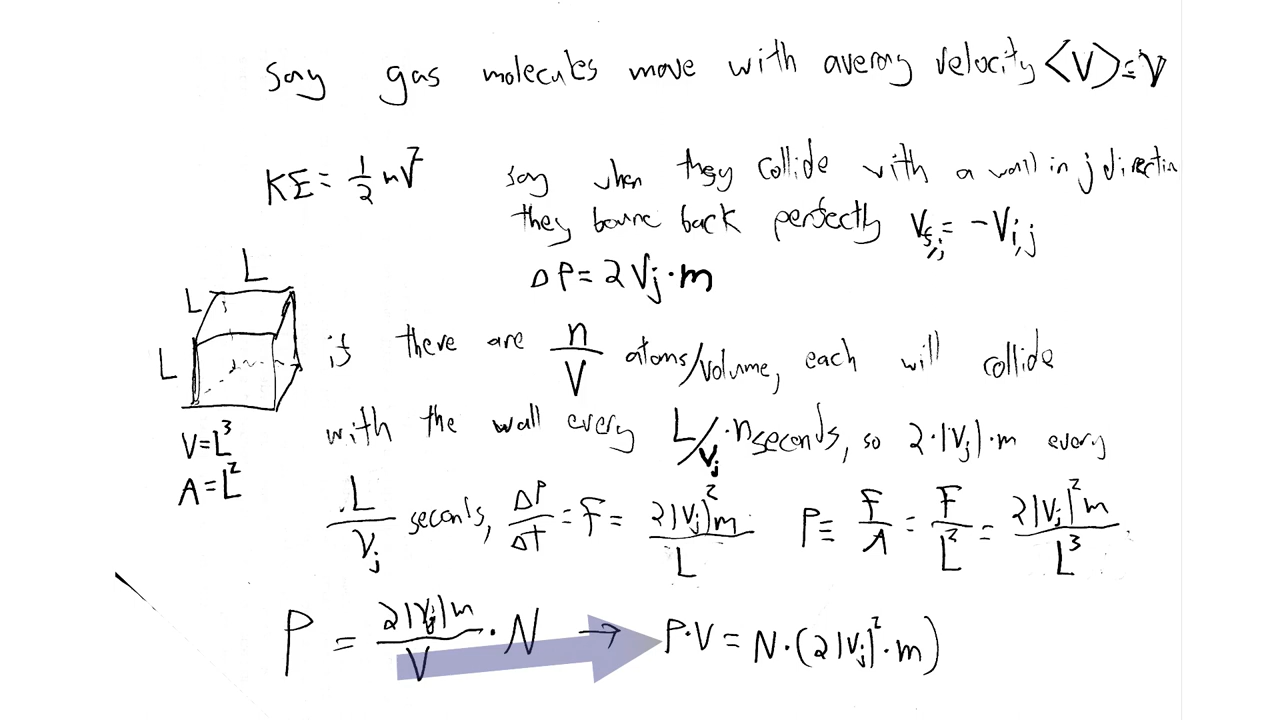 Say gas molecules move with average velocity <V>≡V
KE = 1/2 mV²
say when they collide with a wall in j direction
they bounce back perfectly V_f,j = -V_i,j
ΔP = 2V_j·m
L
L
L
V=L³
A=L²
if there are n/V atoms/volume, each will collide
with the wall every L/V_j ·n seconds, so 2·|V_j|·m every
L/V_j seconds, ΔP/ΔT = F = 2|V_j|²m/L P≡ F/A = F/L² = 2|V_j|²m/L³
P = 2|V_j|m/V · N → P·V = N·(2|V_j|²·m)